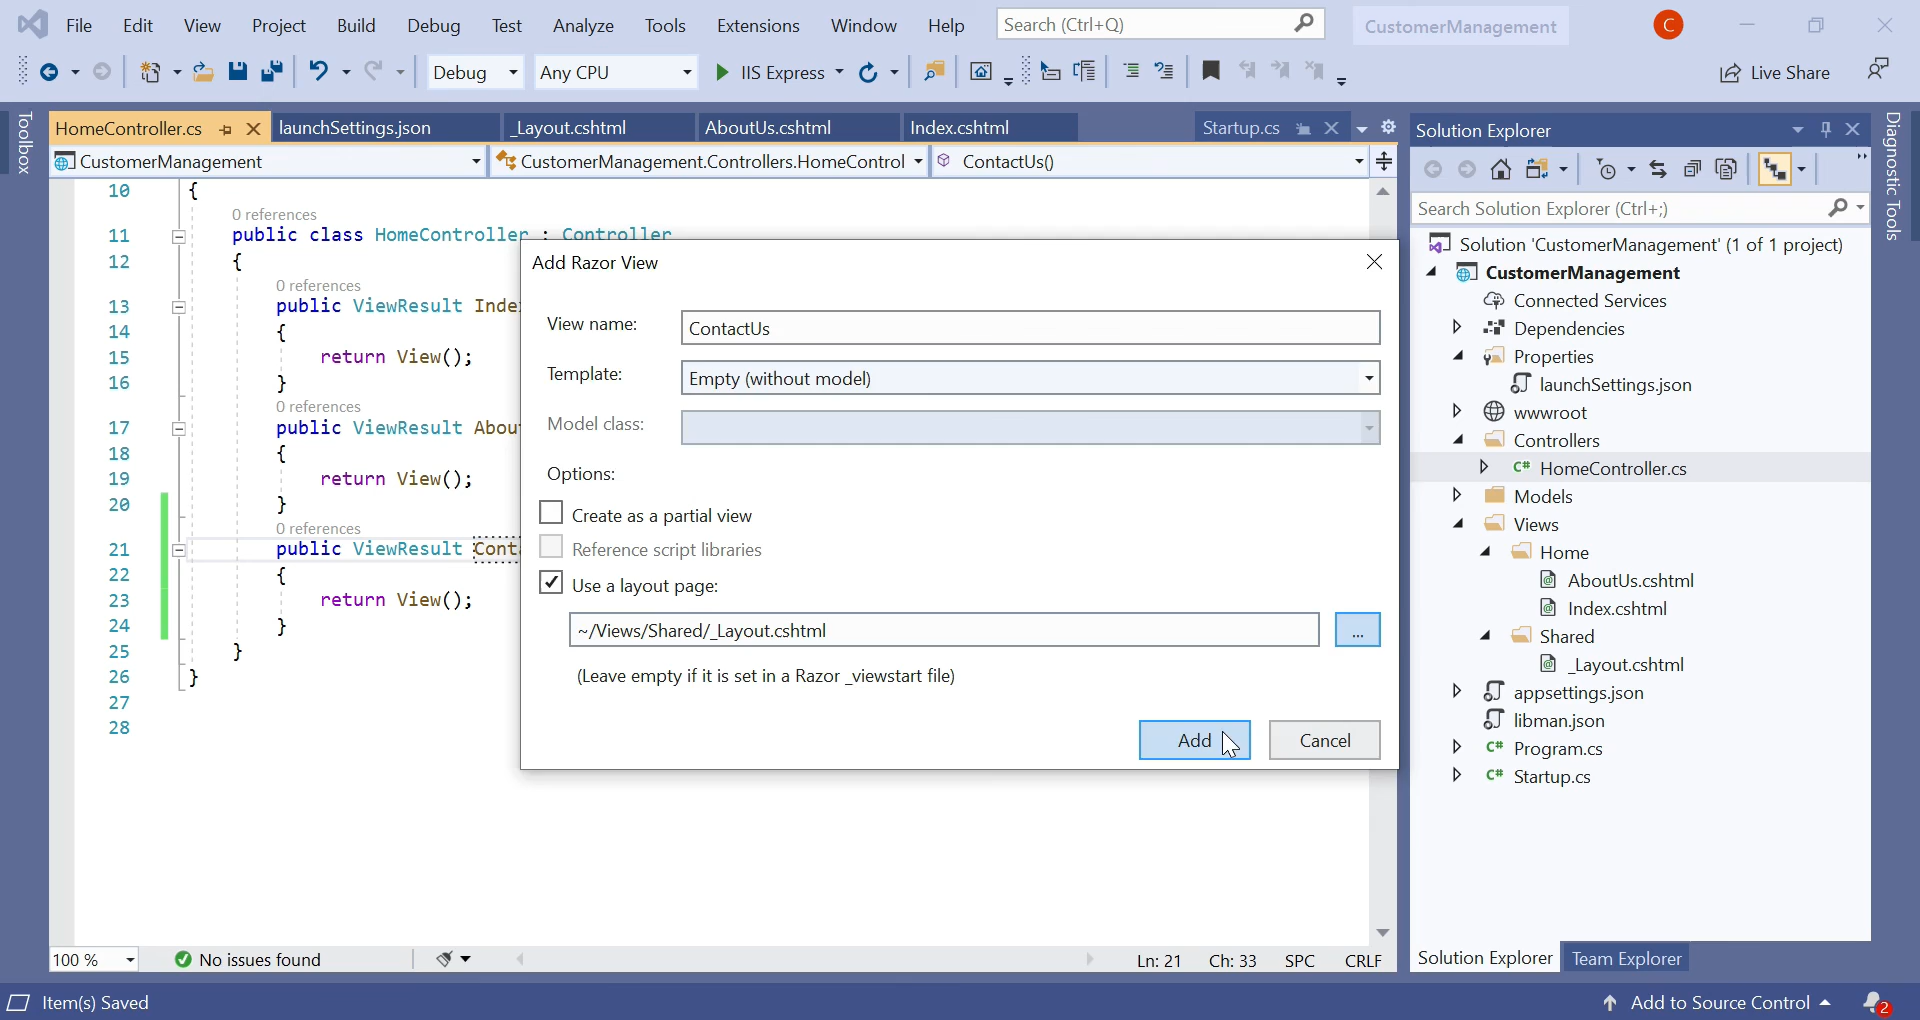 File Edit View Project Build Debug Test Analyze Tools Extensions Window Help Search (Ctrl+Q) CustomerManagement C
Debug Any CPU IIS Express Live Share
Toolbox
HomeController.cs launchSettings.json _Layout.cshtml AboutUs.cshtml Index.cshtml Startup.cs
CustomerManagement CustomerManagement.Controllers.HomeControl ContactUs()
10 {
0 references
11 public class HomeController : Controller
12 {
0 references
13 public ViewResult Inde
14 {
15 return View();
16 }
0 references
17 public ViewResult Abou
18 {
19 return View();
20 }
0 references
21 public ViewResult Conta
22 {
23 return View();
24 }
25 }
26 }
27
28
Add Razor View
View name: ContactUs
Template: Empty (without model)
Model class:
Options:
Create as a partial view
Reference script libraries
Use a layout page:
~/Views/Shared/_Layout.cshtml ...
(Leave empty if it is set in a Razor _viewstart file)
Add Cancel
100 % No issues found Ln: 21 Ch: 33 SPC CRLF
Solution Explorer
Search Solution Explorer (Ctrl+;)
Solution 'CustomerManagement' (1 of 1 project)
CustomerManagement
Connected Services
Dependencies
Properties
launchSettings.json
wwwroot
Controllers
C# HomeController.cs
Models
Views
Home
AboutUs.cshtml
Index.cshtml
Shared
_Layout.cshtml
appsettings.json
libman.json
C# Program.cs
C# Startup.cs
Solution Explorer Team Explorer
Diagnostic Tools
Item(s) Saved Add to Source Control 2